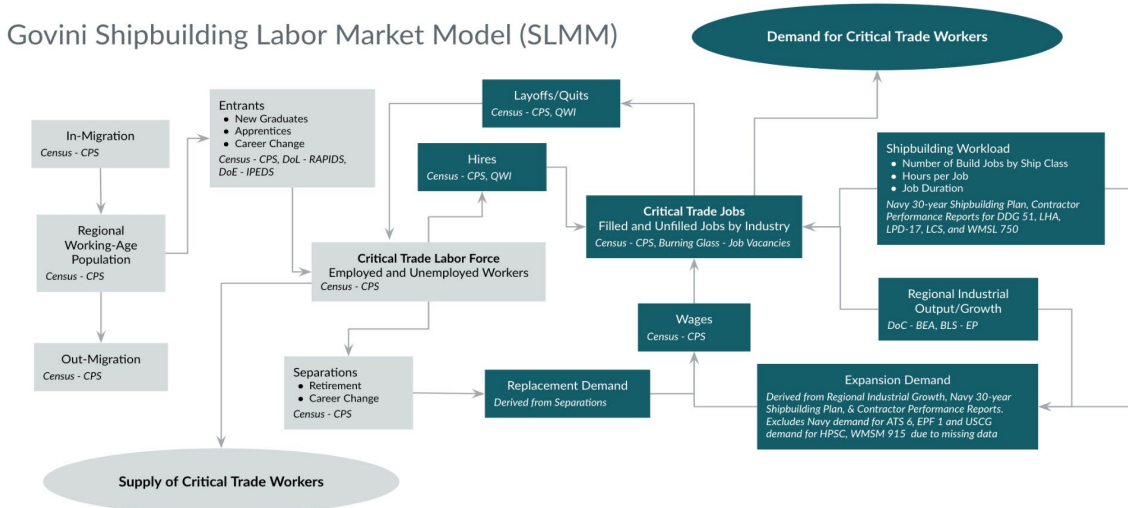 Govini Shipbuilding Labor Market Model (SLMM)
Demand for Critical Trade Workers
In-Migration
Census - CPS
Regional
Working-Age
Population
Census - CPS
Out-Migration
Census - CPS
Entrants
● New Graduates
● Apprentices
● Career Change
Census - CPS, DoL - RAPIDS,
DoE - IPEDS
Layoffs/Quits
Census - CPS, QWI
Hires
Census - CPS, QWI
Critical Trade Labor Force
Employed and Unemployed Workers
Census - CPS
Separations
● Retirement
● Career Change
Census - CPS
Replacement Demand
Derived from Separations
Critical Trade Jobs
Filled and Unfilled Jobs by Industry
Census - CPS, Burning Glass - Job Vacancies
Wages
Census - CPS
Shipbuilding Workload
● Number of Build Jobs by Ship Class
● Hours per Job
● Job Duration
Navy 30-year Shipbuilding Plan, Contractor
Performance Reports for DDG 51, LHA,
LPD-17, LCS, and WMSL 750
Regional Industrial
Output/Growth
DoC - BEA, BLS - EP
Expansion Demand
Derived from Regional Industrial Growth, Navy 30-year
Shipbuilding Plan, & Contractor Performance Reports.
Excludes Navy demand for ATS 6, EPF 1 and USCG
demand for HPSC, WMSM 915 due to missing data
Supply of Critical Trade Workers